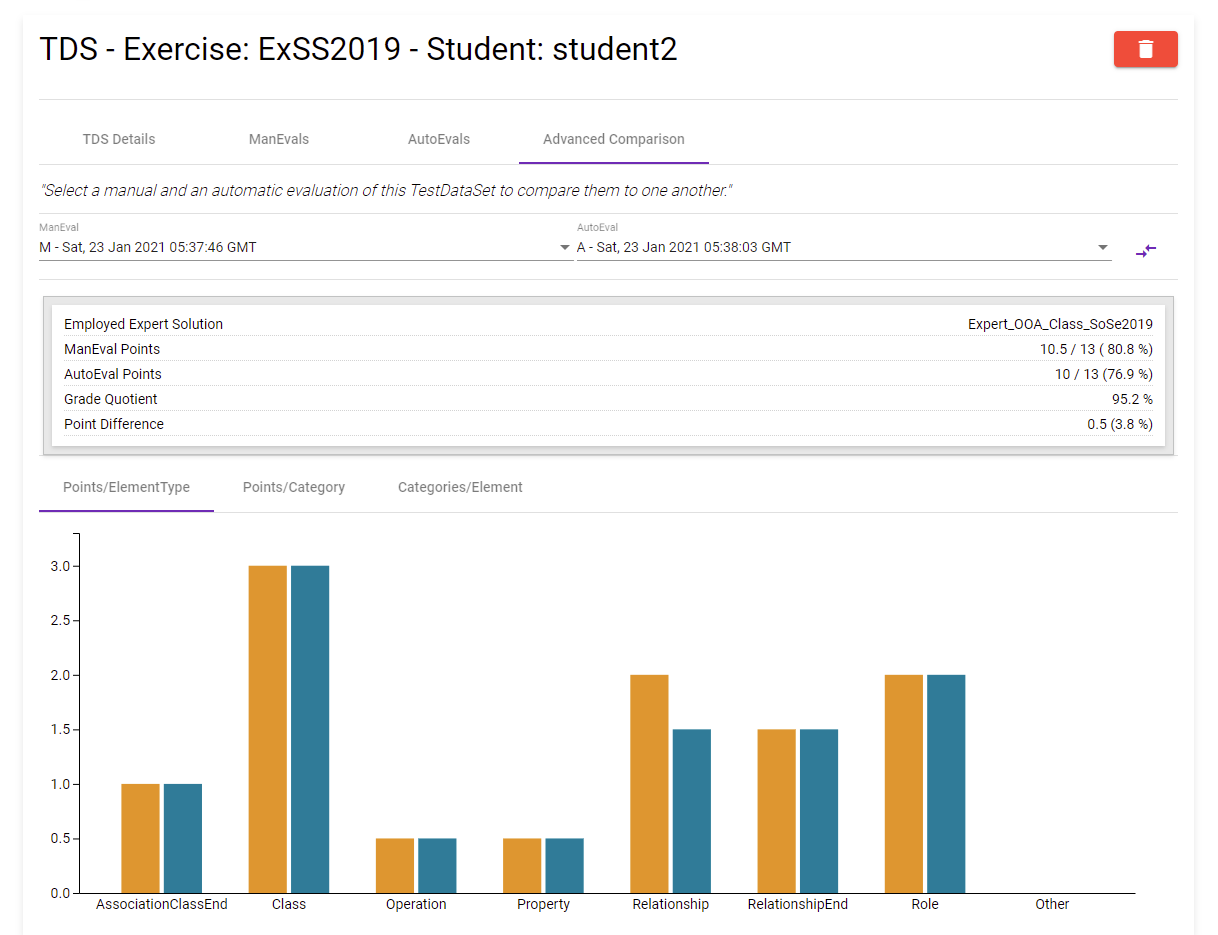 TDS - Exercise: ExSS2019 - Student: student2
TDS Details ManEvals AutoEvals Advanced Comparison
"Select a manual and an automatic evaluation of this TestDataSet to compare them to one another."
ManEval AutoEval
M - Sat, 23 Jan 2021 05:37:46 GMT A - Sat, 23 Jan 2021 05:38:03 GMT
Employed Expert Solution Expert_OOA_Class_SoSe2019
ManEval Points 10.5 / 13 ( 80.8 %)
AutoEval Points 10 / 13 (76.9 %)
Grade Quotient 95.2 %
Point Difference 0.5 (3.8 %)
Points/ElementType Points/Category Categories/Element
3.0
2.5
2.0
1.5
1.0
0.5
0.0
AssociationClassEnd Class Operation Property Relationship RelationshipEnd Role Other